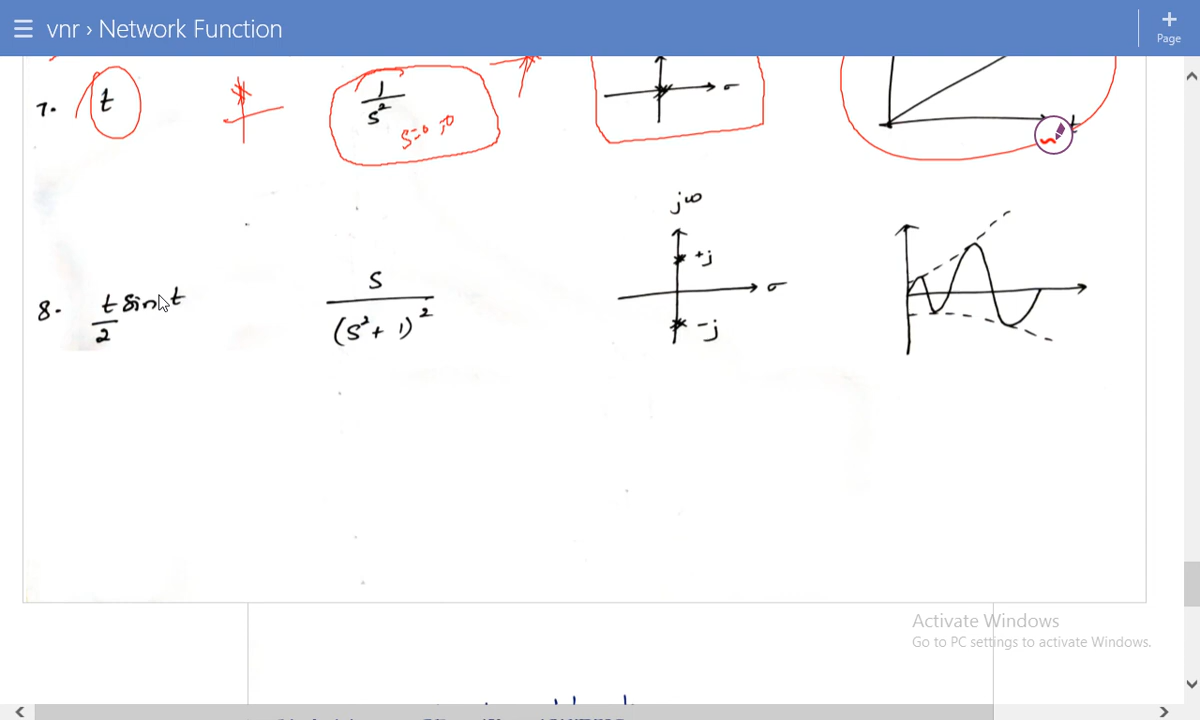 ☰ vnr › Network Function
+ Page
7. t 1/s² s=0, 0 σ t
jω
8. t/2 sin t s/(s²+1)² +j σ
-j
Activate Windows
Go to PC settings to activate Windows.